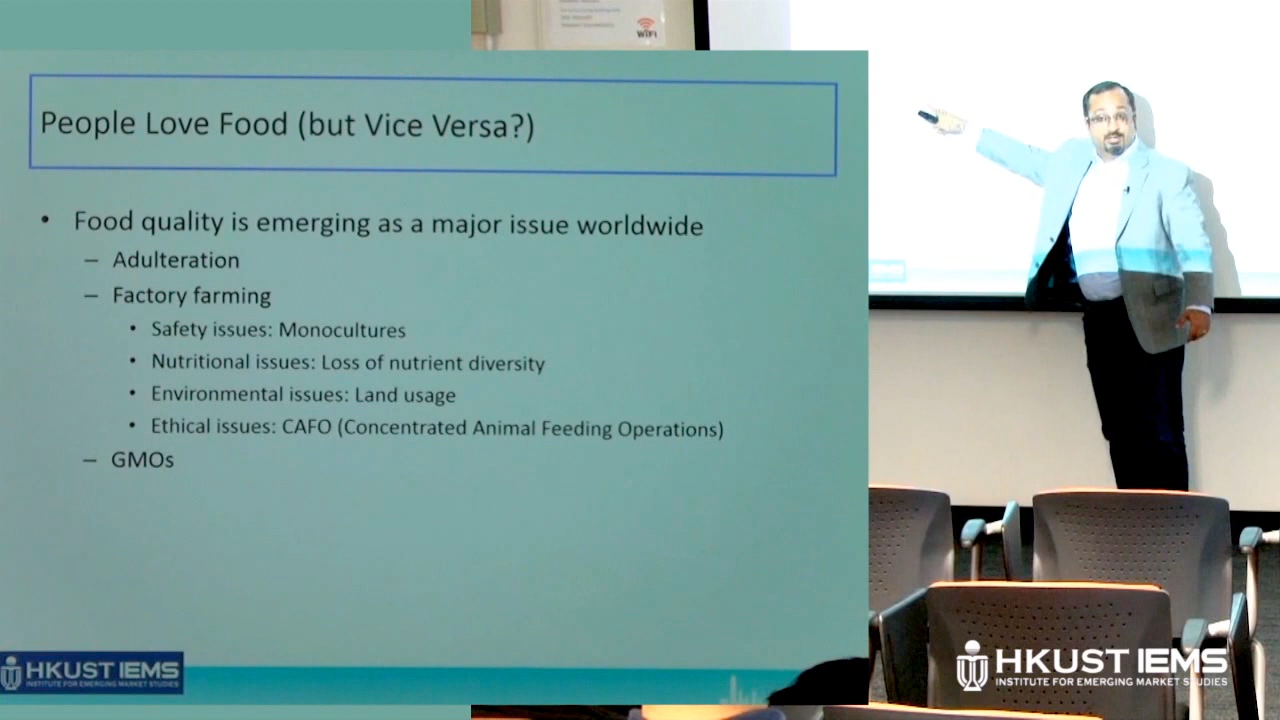 WiFi
People Love Food (but Vice Versa?)
• Food quality is emerging as a major issue worldwide
– Adulteration
– Factory farming
• Safety issues: Monocultures
• Nutritional issues: Loss of nutrient diversity
• Environmental issues: Land usage
• Ethical issues: CAFO (Concentrated Animal Feeding Operations)
– GMOs
HKUST IEMS
INSTITUTE FOR EMERGING MARKET STUDIES
HKUST IEMS
INSTITUTE FOR EMERGING MARKET STUDIES